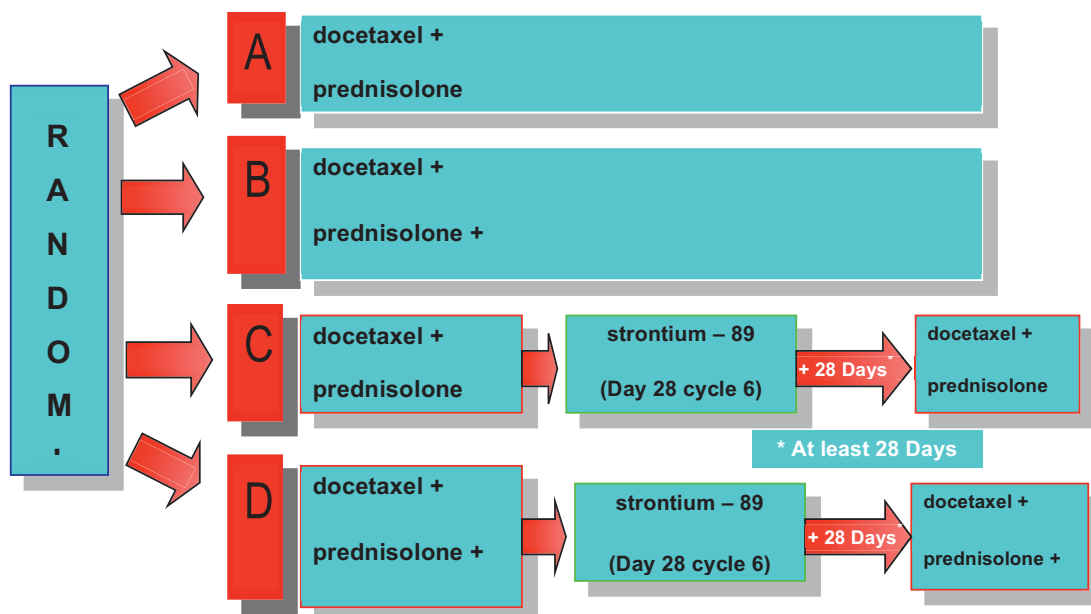 RANDOM.
A
docetaxel +
prednisolone
B
docetaxel +
prednisolone +
C
docetaxel +
prednisolone
strontium – 89
(Day 28 cycle 6)
+ 28 Days*
docetaxel +
prednisolone
* At least 28 Days
D
docetaxel +
prednisolone +
strontium – 89
(Day 28 cycle 6)
+ 28 Days*
docetaxel +
prednisolone +